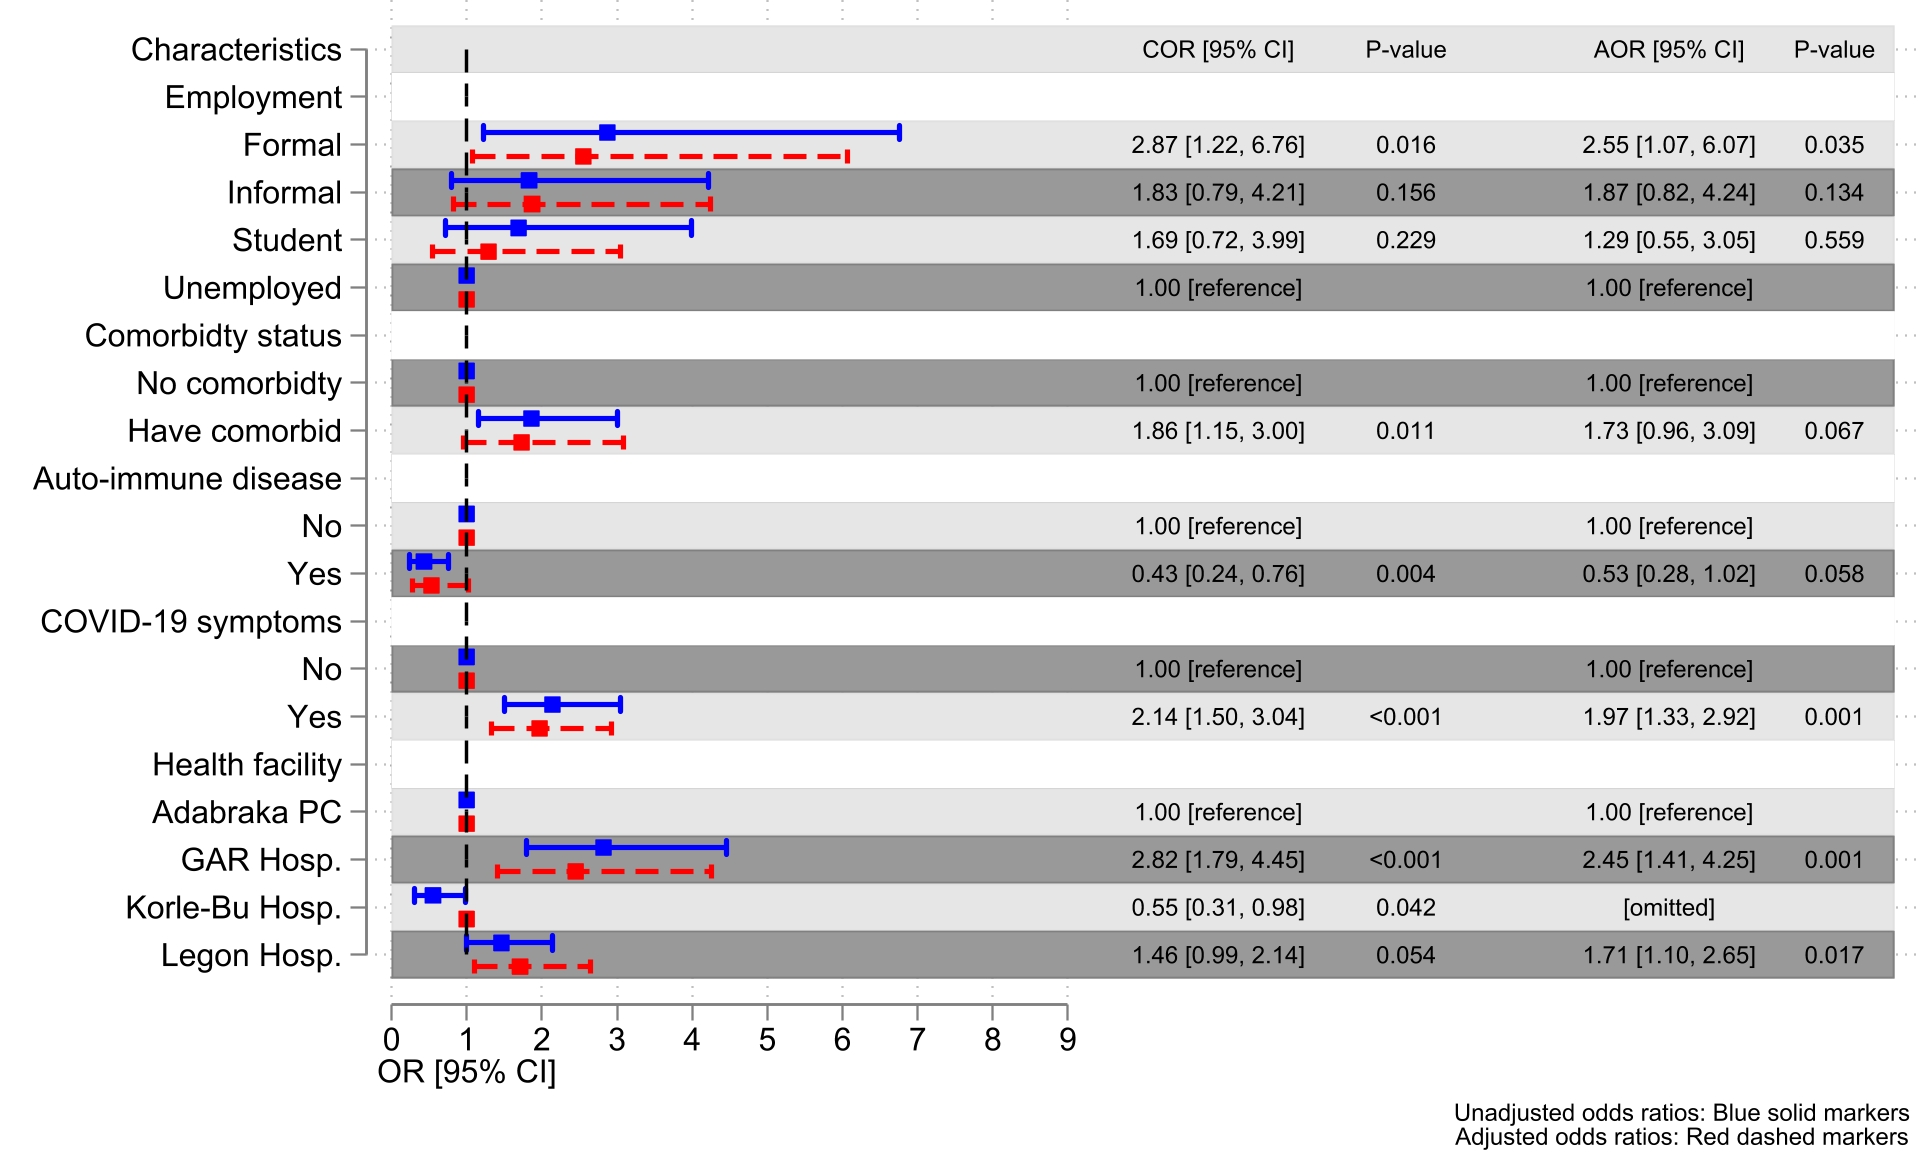 Characteristics COR [95% CI] P-value AOR [95% CI] P-value
Employment
Formal 2.87 [1.22, 6.76] 0.016 2.55 [1.07, 6.07] 0.035
Informal 1.83 [0.79, 4.21] 0.156 1.87 [0.82, 4.24] 0.134
Student 1.69 [0.72, 3.99] 0.229 1.29 [0.55, 3.05] 0.559
Unemployed 1.00 [reference] 1.00 [reference]
Comorbidty status
No comorbidty 1.00 [reference] 1.00 [reference]
Have comorbid 1.86 [1.15, 3.00] 0.011 1.73 [0.96, 3.09] 0.067
Auto-immune disease
No 1.00 [reference] 1.00 [reference]
Yes 0.43 [0.24, 0.76] 0.004 0.53 [0.28, 1.02] 0.058
COVID-19 symptoms
No 1.00 [reference] 1.00 [reference]
Yes 2.14 [1.50, 3.04] <0.001 1.97 [1.33, 2.92] 0.001
Health facility
Adabraka PC 1.00 [reference] 1.00 [reference]
GAR Hosp. 2.82 [1.79, 4.45] <0.001 2.45 [1.41, 4.25] 0.001
Korle-Bu Hosp. 0.55 [0.31, 0.98] 0.042 [omitted]
Legon Hosp. 1.46 [0.99, 2.14] 0.054 1.71 [1.10, 2.65] 0.017
0 1 2 3 4 5 6 7 8 9
OR [95% CI]
Unadjusted odds ratios: Blue solid markers
Adjusted odds ratios: Red dashed markers